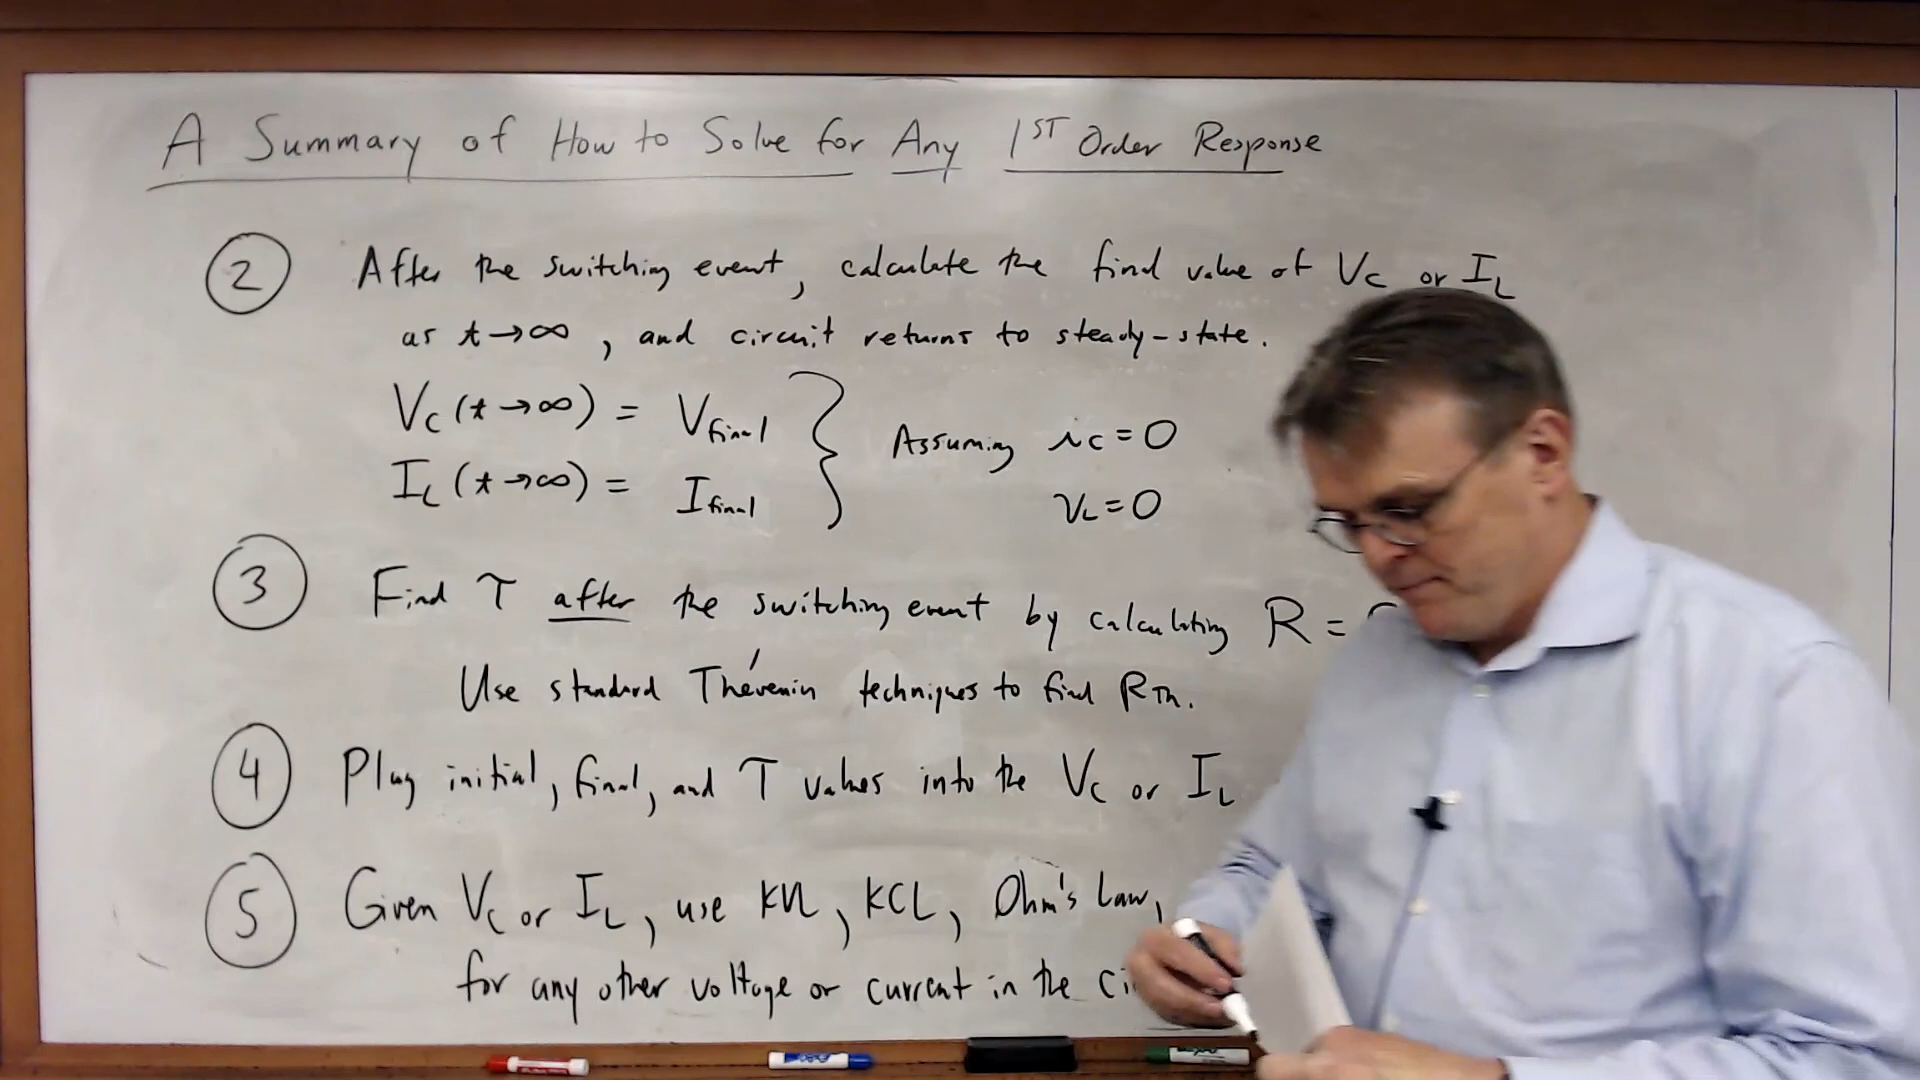 A Summary of How to Solve for Any 1ST Order Response
② After the switching event, calculate the final value of Vc or IL
as t→∞, and circuit returns to steady-state.
Vc (t→∞) = Vfinal } Assuming ic = 0
IL (t→∞) = Ifinal vL = 0
③ Find τ after the switching event by calculating R =
Use standard Thévenin techniques to find RTh.
④ Plug initial, final, and τ values into the Vc or IL
⑤ Given Vc or IL, use KVL, KCL, Ohm's Law,
for any other voltage or current in the